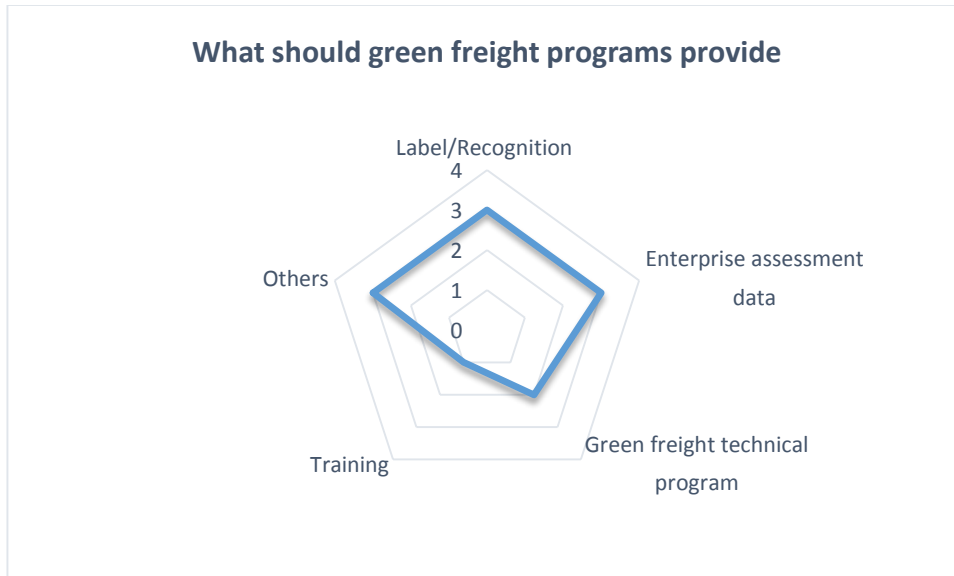 What should green freight programs provide
Label/Recognition
4
3
2
1
0
Enterprise assessment
data
Green freight technical
program
Training
Others